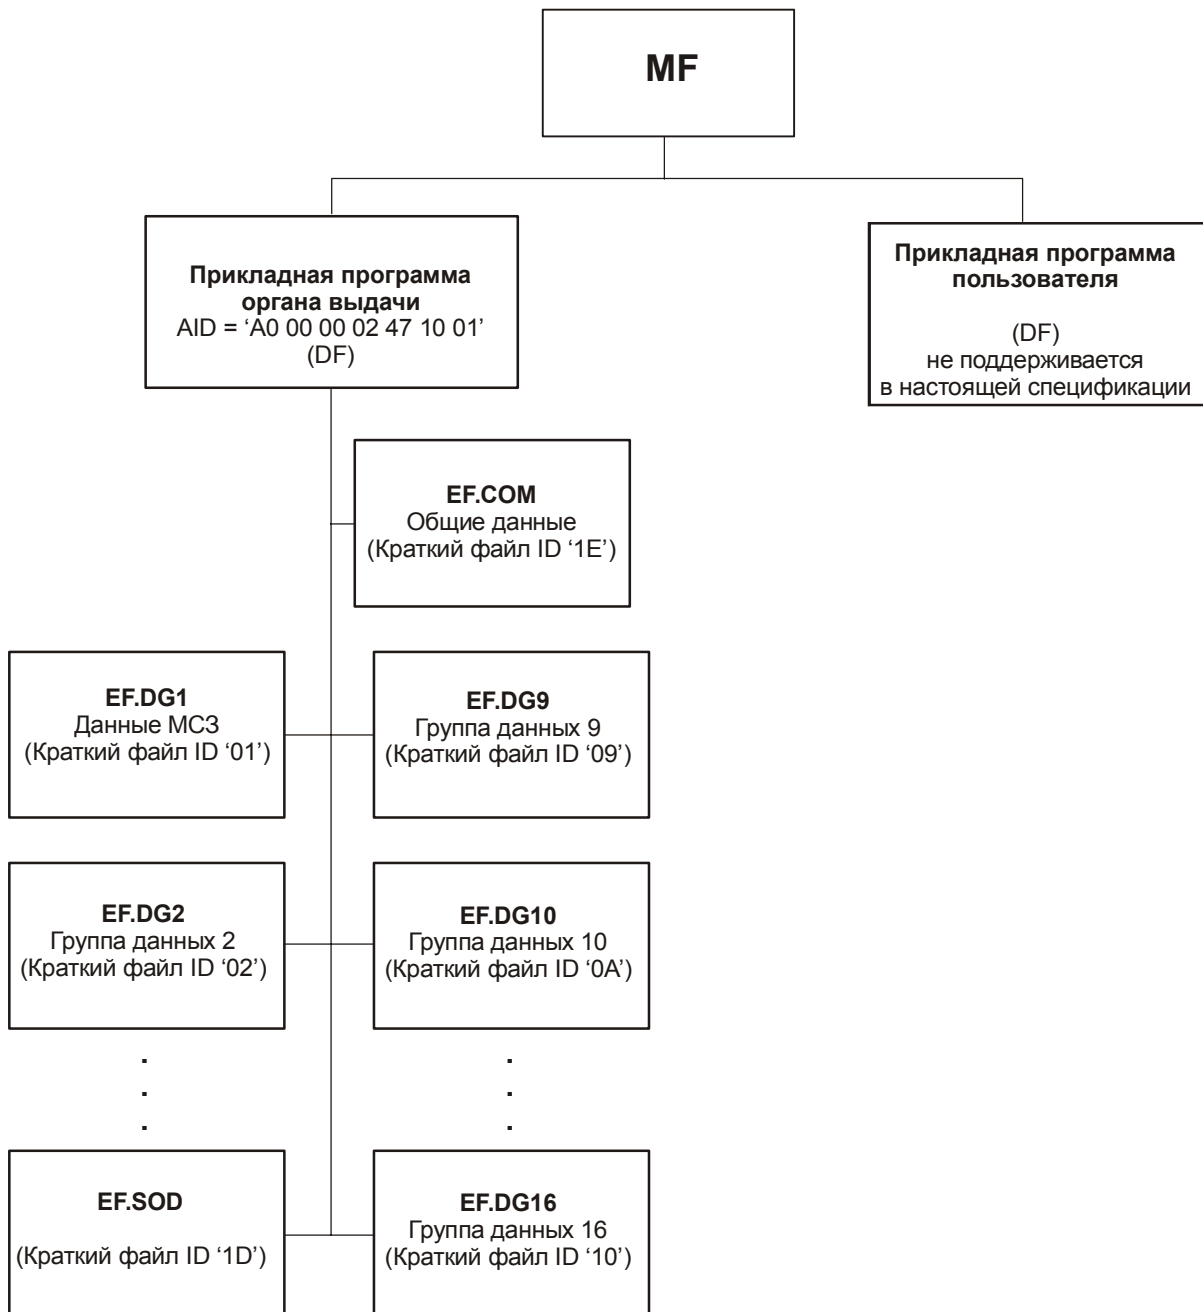 MF
Прикладная программа
органа выдачи
AID = ‘A0 00 00 02 47 10 01’
(DF)
Прикладная программа
пользователя
(DF)
не поддерживается
в настоящей спецификации
EF.COM
Общие данные
(Краткий файл ID ‘1E’)
EF.DG1
Данные МСЗ
(Краткий файл ID ‘01’)
EF.DG9
Группа данных 9
(Краткий файл ID ‘09’)
EF.DG2
Группа данных 2
(Краткий файл ID ‘02’)
EF.DG10
Группа данных 10
(Краткий файл ID ‘0A’)
EF.SOD
(Краткий файл ID ‘1D’)
EF.DG16
Группа данных 16
(Краткий файл ID ‘10’)